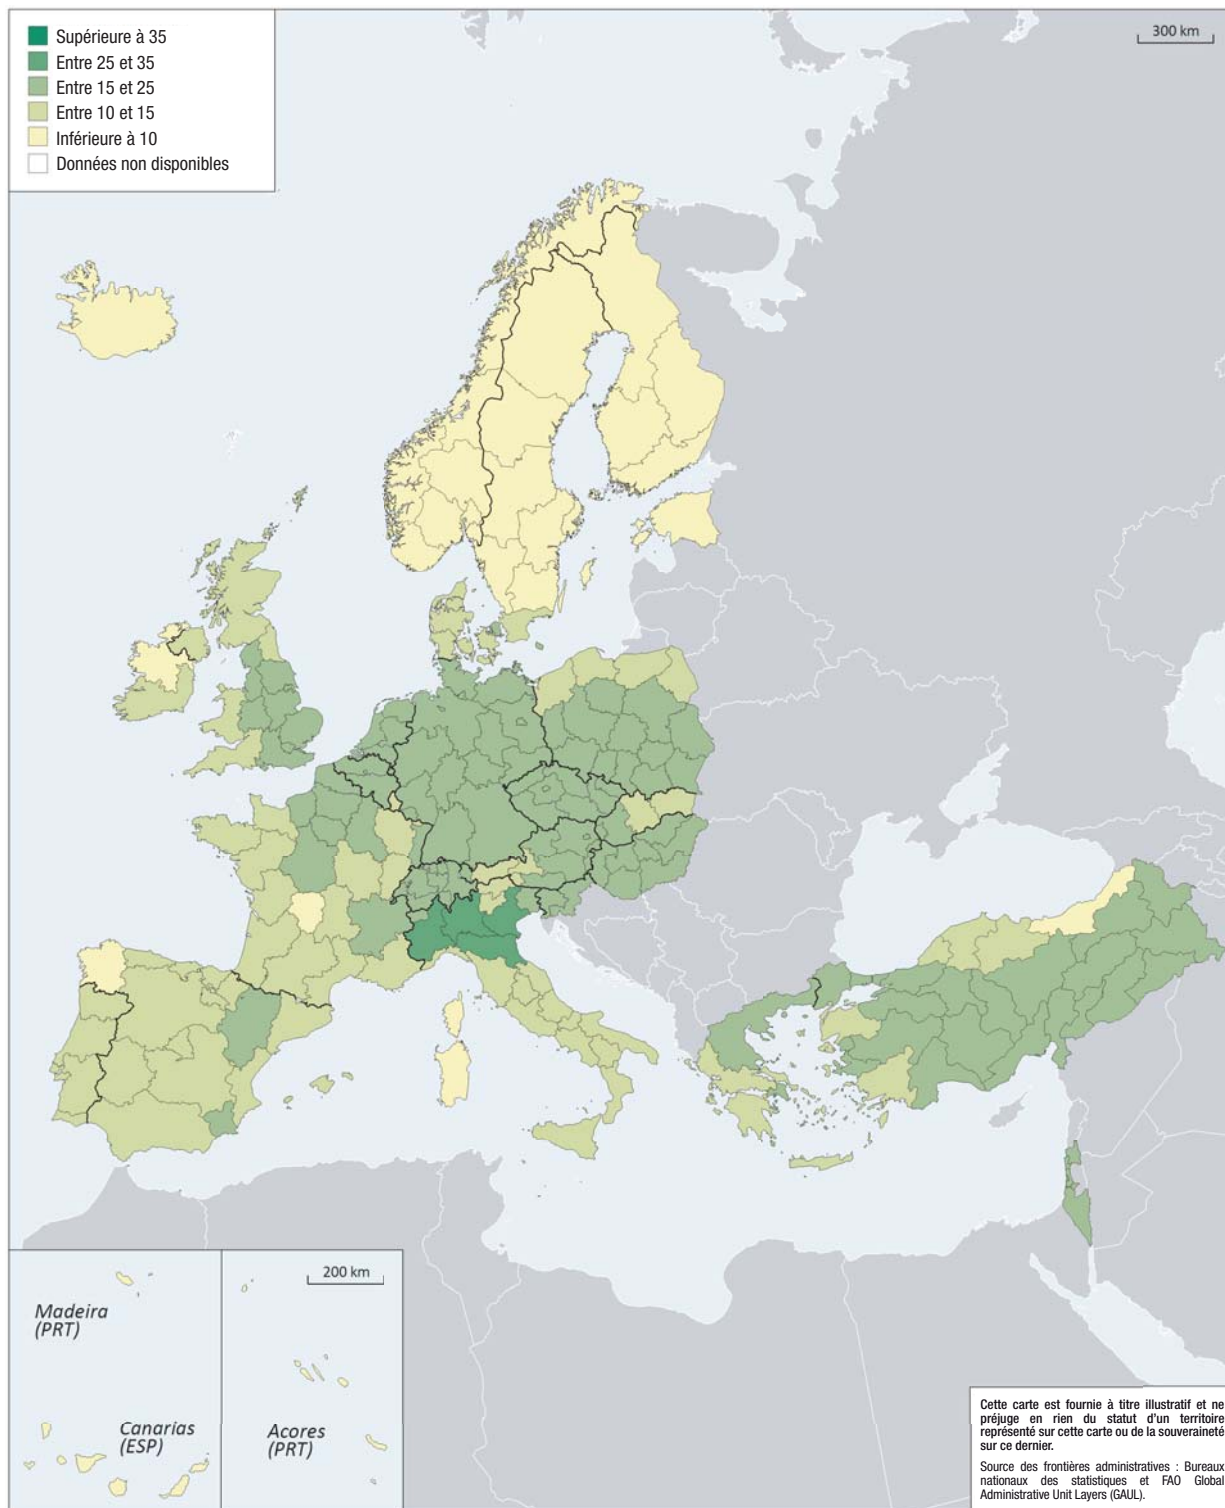 Supérieure à 35
Entre 25 et 35
Entre 15 et 25
Entre 10 et 15
Inférieure à 10
Données non disponibles
300 km
200 km
Madeira
(PRT)
Canarias
(ESP)
Acores
(PRT)
Cette carte est fournie à titre illustratif et ne
préjuge en rien du statut d'un territoire
représenté sur cette carte ou de la souveraineté
sur ce dernier.
Source des frontières administratives : Bureaux
nationaux des statistiques et FAO Global
Administrative Unit Layers (GAUL).